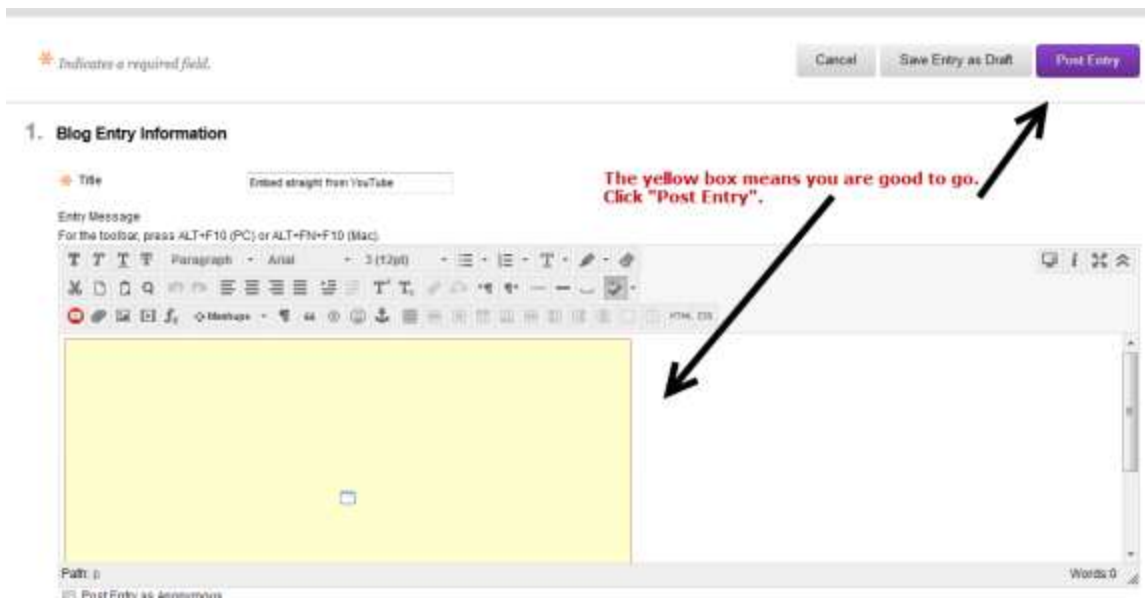 Indicates a required field.
Cancel Save Entry as Draft Post Entry
1. Blog Entry Information
Title Embed straight from YouTube
The yellow box means you are good to go.
Click "Post Entry".
Entry Message
For the toolbar, press ALT+F10 (PC) or ALT+FN+F10 (Mac).
T T T T Paragraph Arial 3 (12pt) T
T T,
fx Mashups HTML CSS
Path: p Words:0
Post Entry as Anonymous